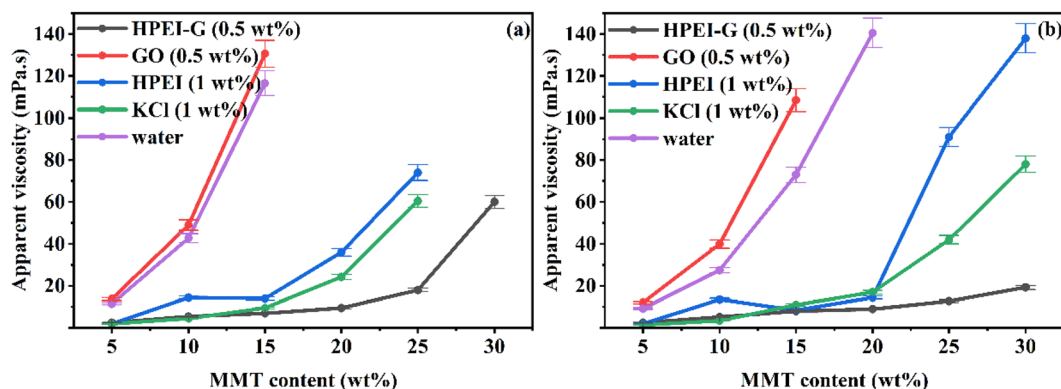 HPEI-G (0.5 wt%)
GO (0.5 wt%)
HPEI (1 wt%)
KCl (1 wt%)
water
(a)
Apparent viscosity (mPa.s)
140
120
100
80
60
40
20
5
10
15
20
25
30
MMT content (wt%)
HPEI-G (0.5 wt%)
GO (0.5 wt%)
HPEI (1 wt%)
KCl (1 wt%)
water
(b)
Apparent viscosity (mPa.s)
140
120
100
80
60
40
20
5
10
15
20
25
30
MMT content (wt%)